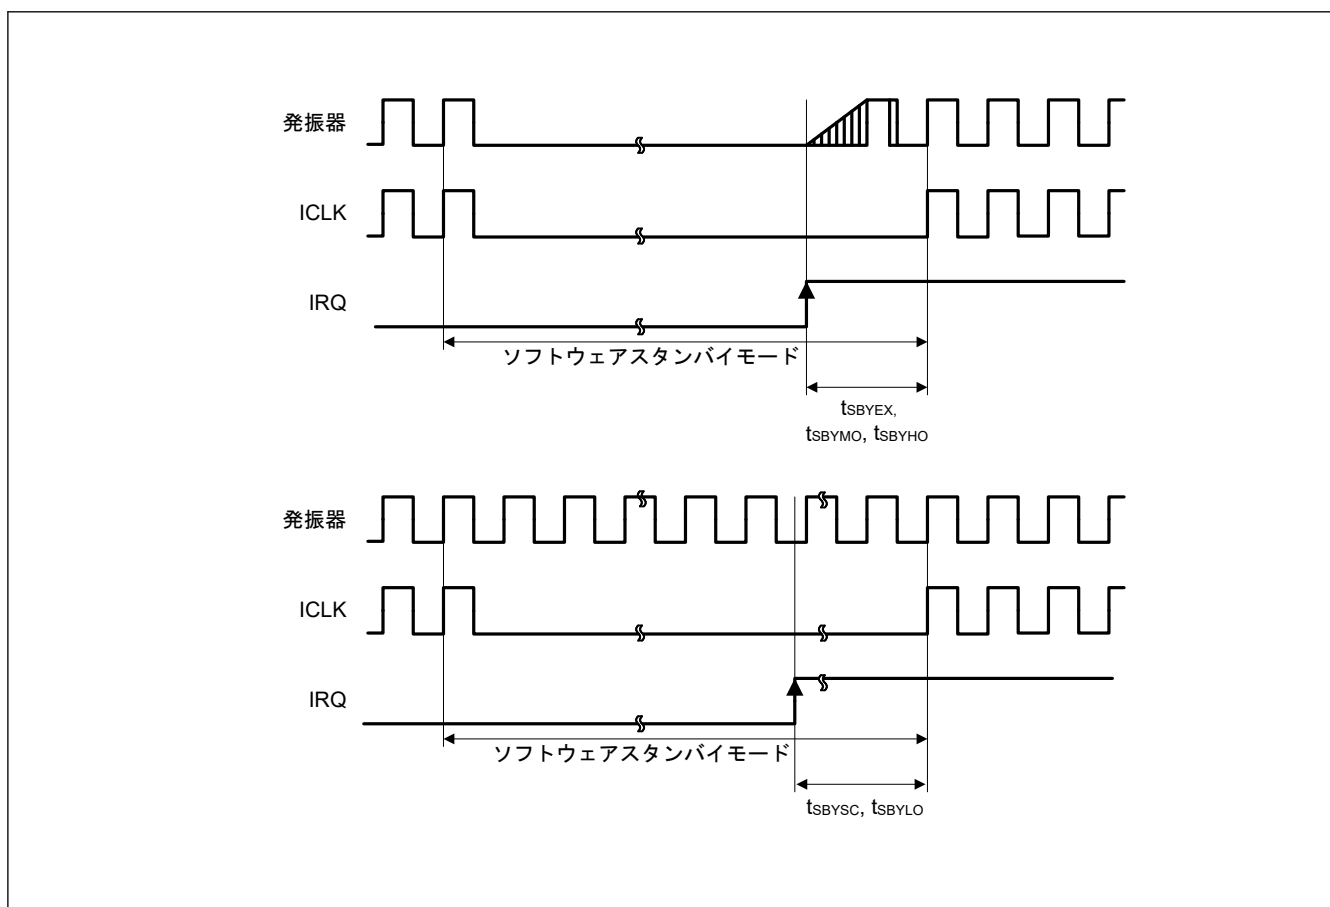 発振器
ICLK
IRQ
ソフトウェアスタンバイモード
tSBYEX,
tSBYMO, tSBYHO
発振器
ICLK
IRQ
ソフトウェアスタンバイモード
tSBYSC, tSBYLO